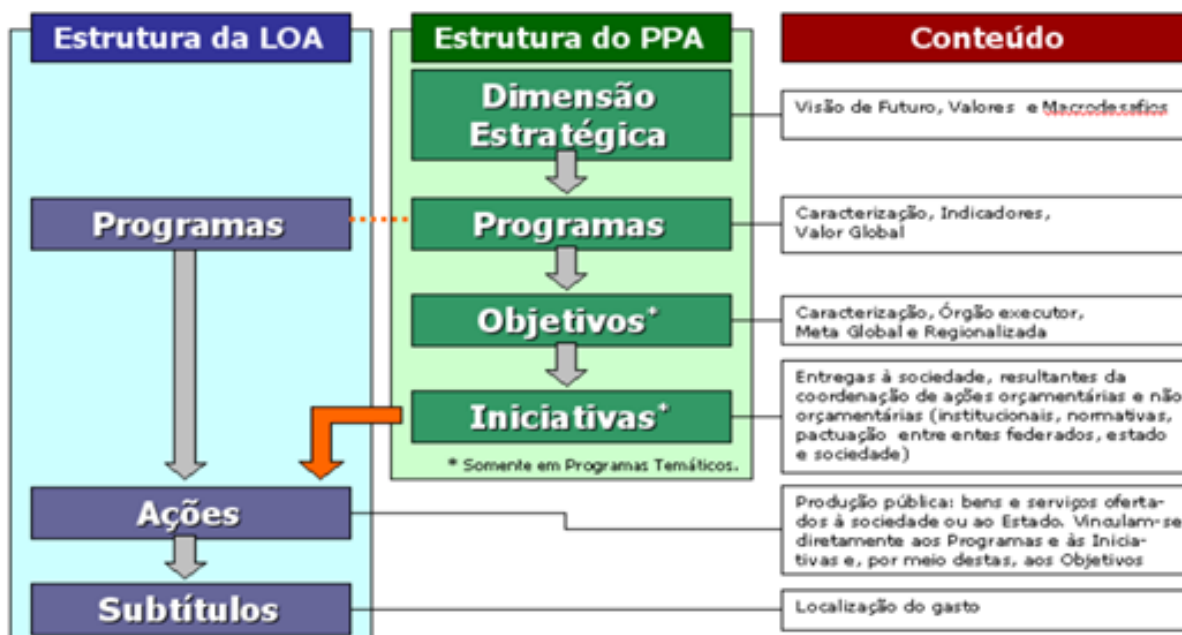 Estrutura da LOA
Estrutura do PPA
Conteúdo
Dimensão
Estratégica
Visão de Futuro, Valores e Macrodesafios
Programas
Programas
Caracterização, Indicadores,
Valor Global
Objetivos*
Caracterização, Órgão executor,
Meta Global e Regionalizada
Iniciativas*
Entregas à sociedade, resultantes da
coordenação de ações orçamentárias e não
orçamentárias (institucionais, normativas,
pactuação entre entes federados, estado
e sociedade)
* Somente em Programas Temáticos.
Ações
Produção pública: bens e serviços oferta-
dos à sociedade ou ao Estado. Vinculam-se
diretamente aos Programas e às Inicia-
tivas e, por meio destas, aos Objetivos
Subtítulos
Localização do gasto